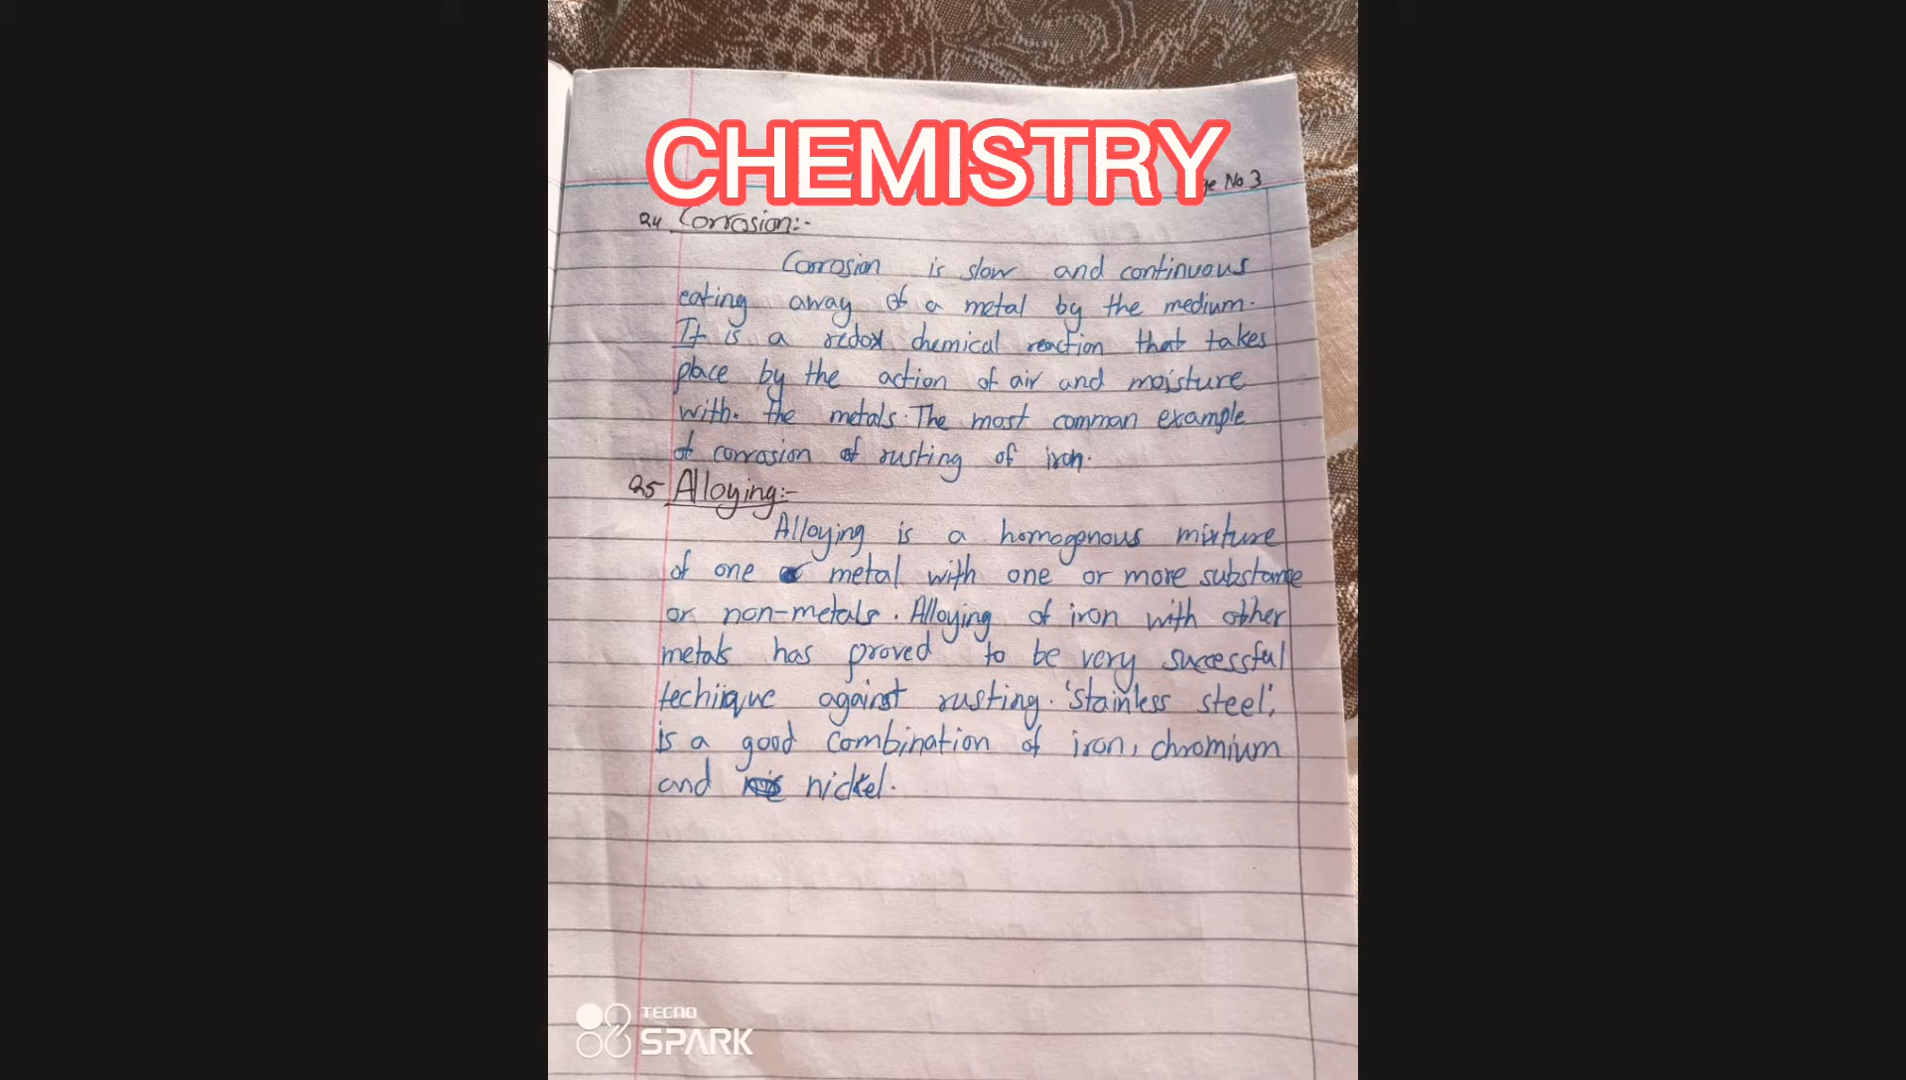 CHEMISTRY
No 3
Q4 Corrosion:-
Corrosion is slow and continuous
eating away of a metal by the medium.
It is a redox chemical reaction that takes
place by the action of air and moisture
with. the metals. The most comman example
of corrosion of rusting of iron.
Q5 Alloying:-
Alloying is a homogenous mixture
of one metal with one or more substance
or non-metals. Alloying of iron with other
metals has proved to be very successful
techiique against rusting. 'Stainless steel',
is a good combination of iron, chromium
and nickel.
TECNO
SPARK